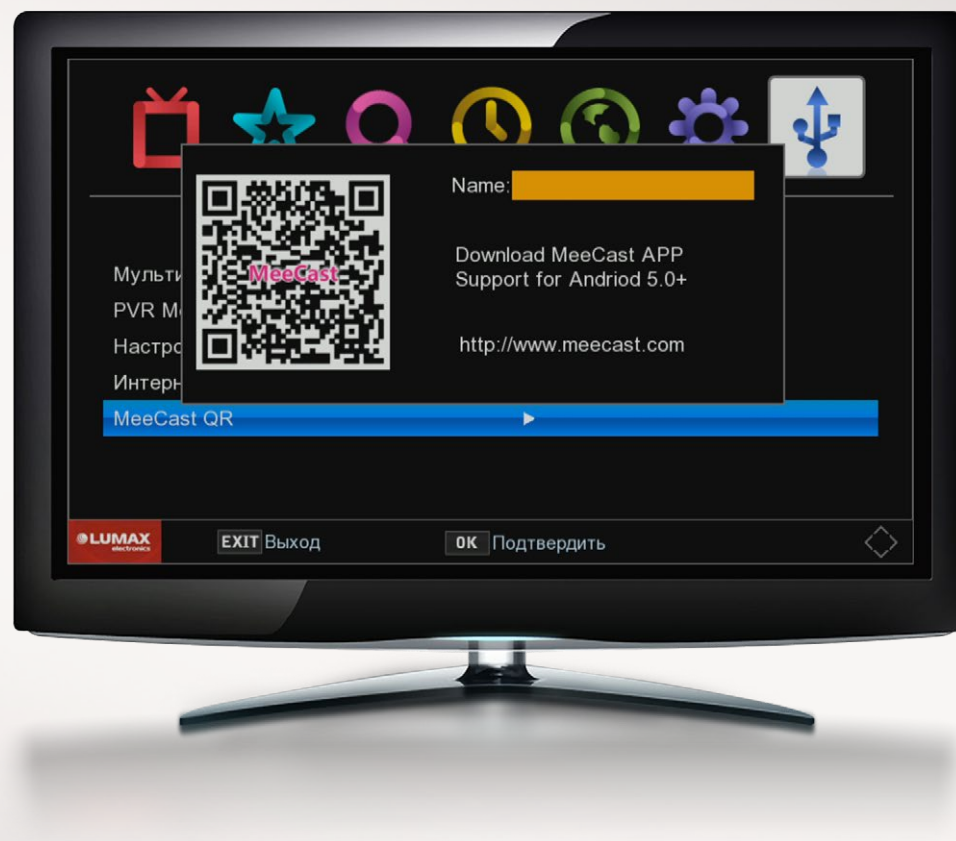 Name:
MeeCast
Download MeeCast APP
Support for Andriod 5.0+
http://www.meecast.com
PVR
MeeCast QR
LUMAX
electronics
EXIT Выход
OK Подтвердить